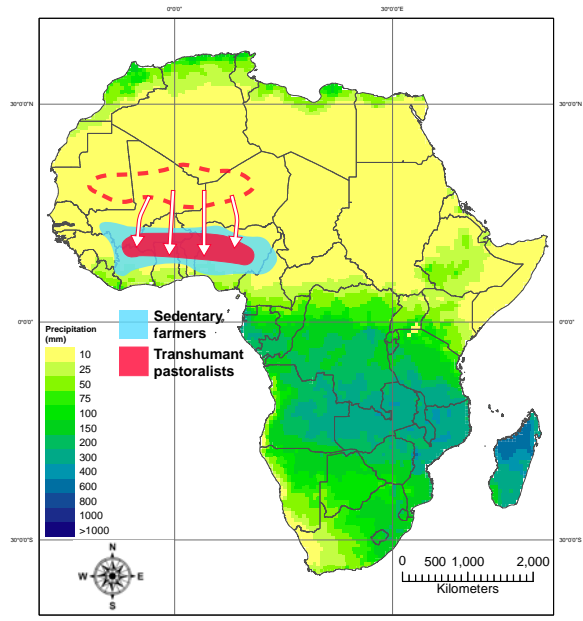 0°0'0"
30°0'0"E
30°0'0"N
30°0'0"N
0°0'0"
0°0'0"
30°0'0"S
30°0'0"S
Sedentary
farmers
Transhumant
pastoralists
Precipitation
(mm)
10
25
50
75
100
150
200
300
400
600
800
1000
>1000
N
W
E
S
0 500 1,000 2,000
Kilometers